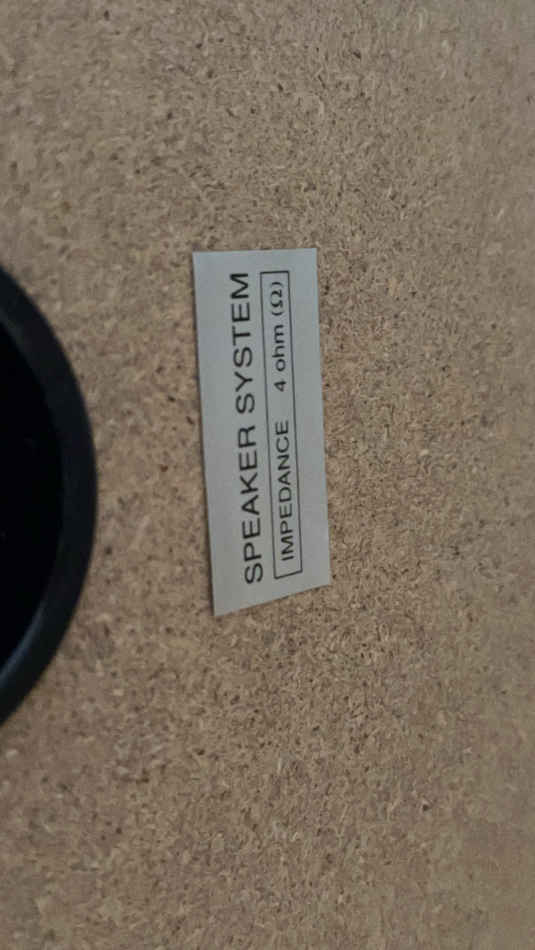 SPEAKER SYSTEM
IMPEDANCE 4 ohm (Ω)